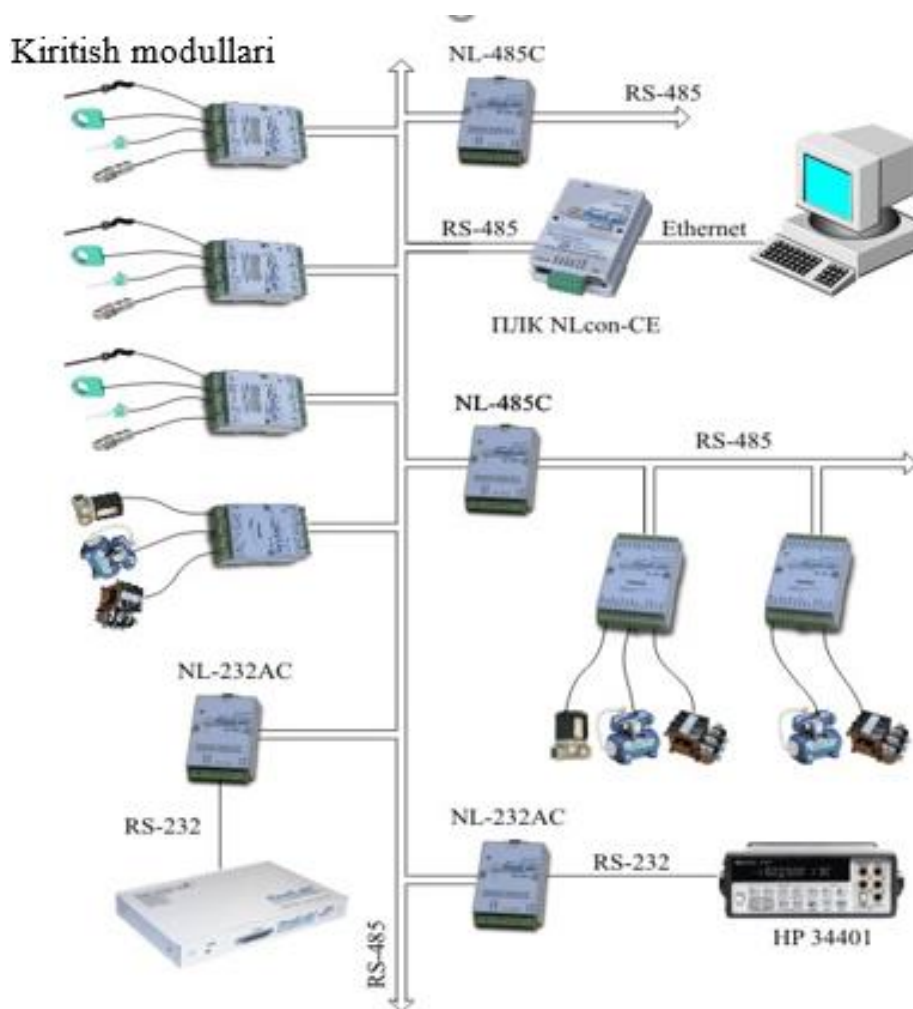 Kiritish modullari
NL-485C
RS-485
RS-485
Ethernet
ПЛК NLcon-CE
NL-485C
RS-485
NL-232AC
RS-232
NL-232AC
RS-232
HP 34401
RS-485